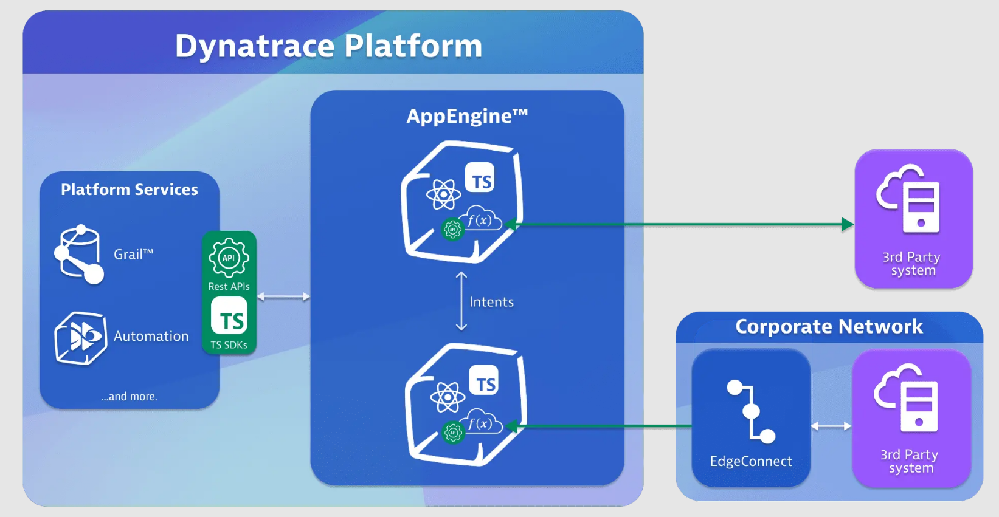 Dynatrace Platform
AppEngine™
TS
f(x)
API
Intents
TS
f(x)
API
Platform Services
Grail™
Automation
...and more.
API
Rest APIs
TS
TS SDKs
3rd Party
system
Corporate Network
EdgeConnect
3rd Party
system